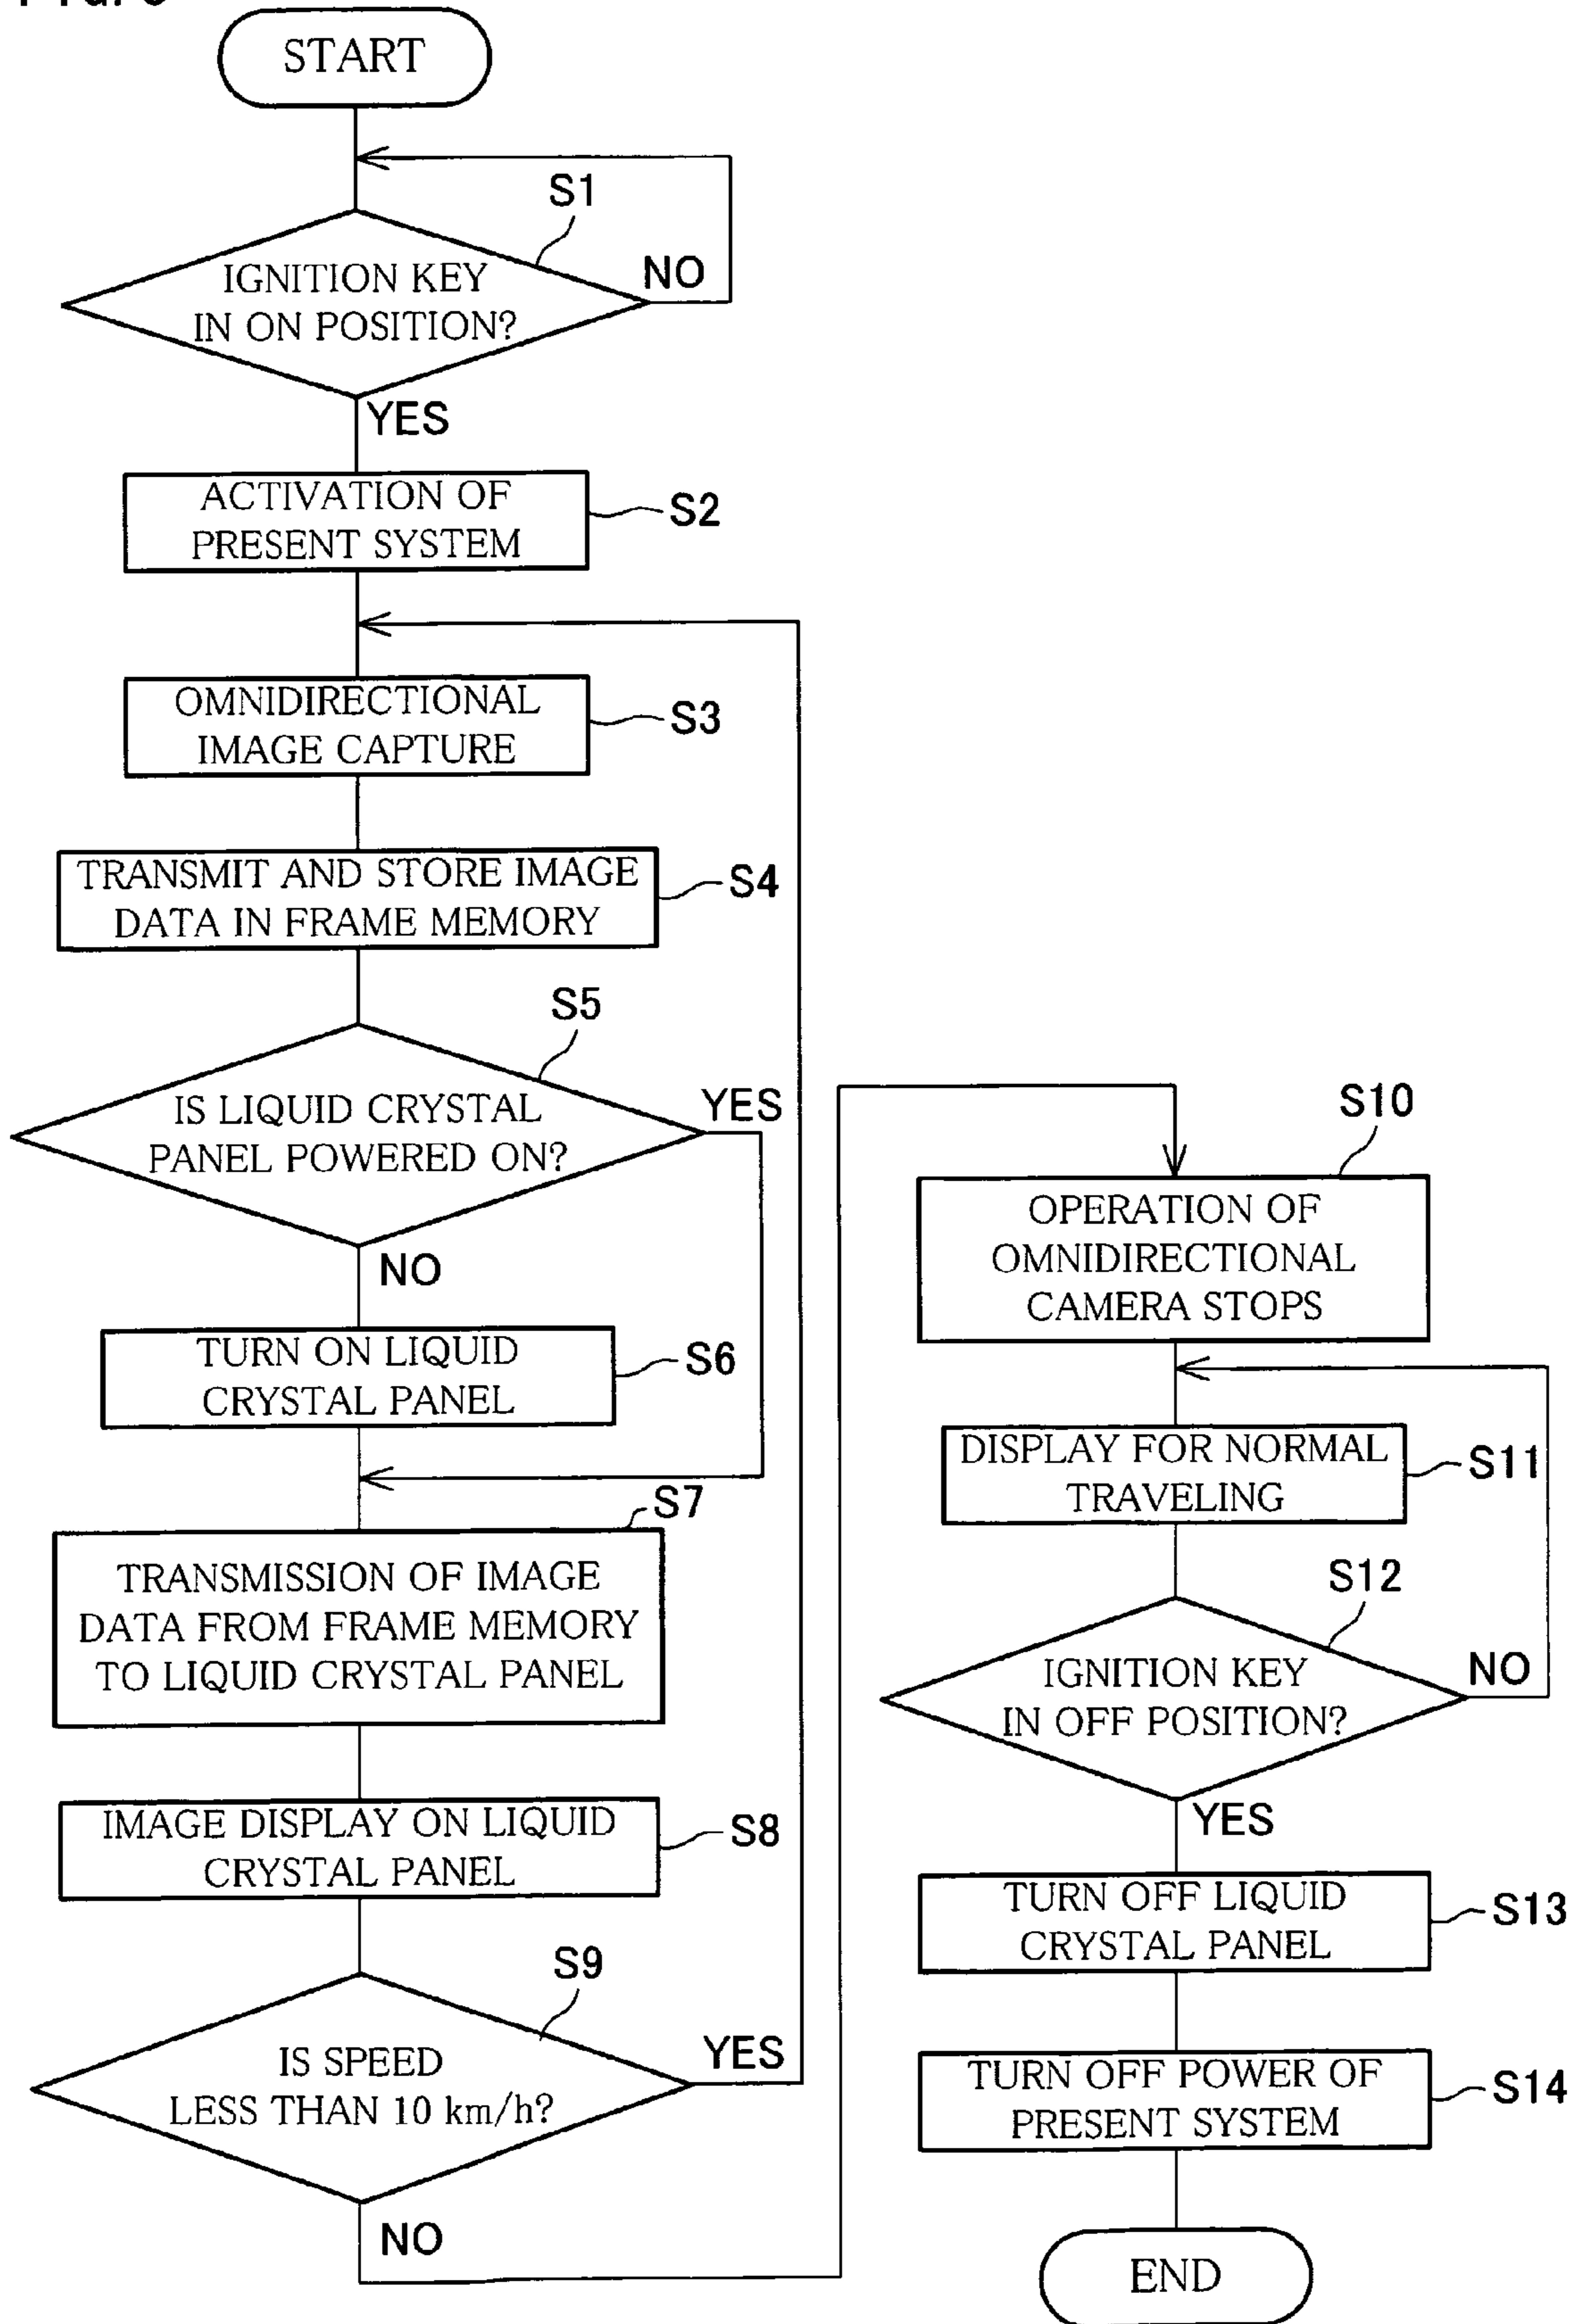 START
S1
IGNITION KEY
IN ON POSITION?
NO
YES
ACTIVATION OF
PRESENT SYSTEM
S2
OMNIDIRECTIONAL
IMAGE CAPTURE
S3
TRANSMIT AND STORE IMAGE
DATA IN FRAME MEMORY
S4
S5
IS LIQUID CRYSTAL
PANEL POWERED ON?
YES
NO
TURN ON LIQUID
CRYSTAL PANEL
S6
S7
TRANSMISSION OF IMAGE
DATA FROM FRAME MEMORY
TO LIQUID CRYSTAL PANEL
IMAGE DISPLAY ON LIQUID
CRYSTAL PANEL
S8
S9
IS SPEED
LESS THAN 10 km/h?
YES
NO
S10
OPERATION OF
OMNIDIRECTIONAL
CAMERA STOPS
DISPLAY FOR NORMAL
TRAVELING
S11
S12
IGNITION KEY
IN OFF POSITION?
NO
YES
TURN OFF LIQUID
CRYSTAL PANEL
S13
TURN OFF POWER OF
PRESENT SYSTEM
S14
END